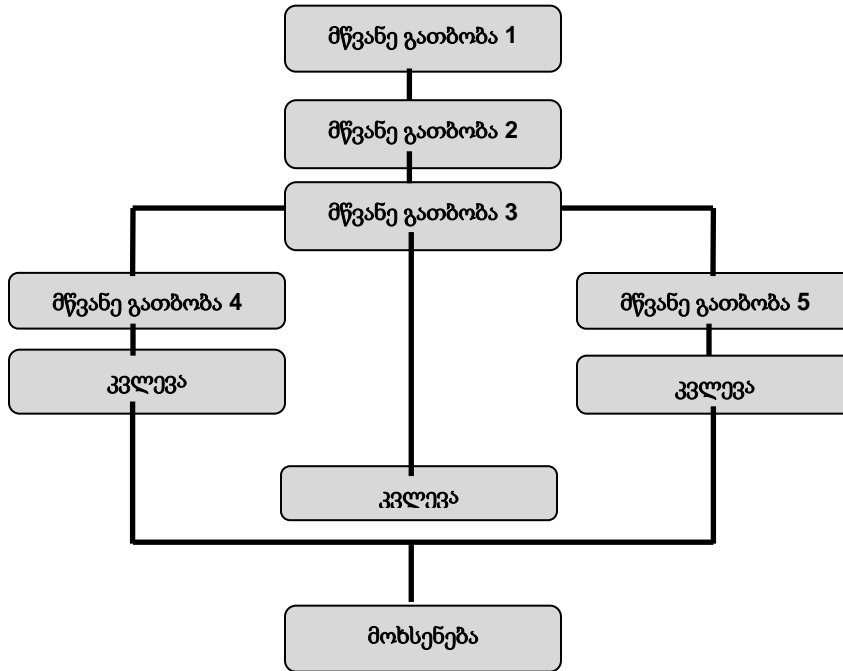 მწვანე გათბობა 1
მწვანე გათბობა 2
მწვანე გათბობა 3
მწვანე გათბობა 4
მწვანე გათბობა 5
კვლევა
კვლევა
კვლევა
მოხსენება